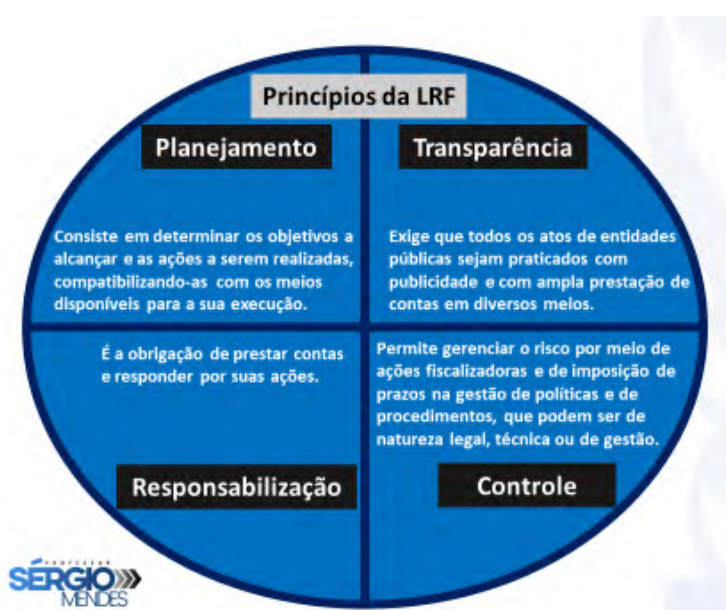 Princípios da LRF
Planejamento
Consiste em determinar os objetivos a
alcançar e as ações a serem realizadas,
compatibilizando-as com os meios
disponíveis para a sua execução.
Transparência
Exige que todos os atos de entidades
públicas sejam praticados com
publicidade e com ampla prestação de
contas em diversos meios.
É a obrigação de prestar contas
e responder por suas ações.
Responsabilização
Permite gerenciar o risco por meio de
ações fiscalizadoras e de imposição de
prazos na gestão de políticas e de
procedimentos, que podem ser de
natureza legal, técnica ou de gestão.
Controle
PROFESSOR
SÉRGIO
MENDES